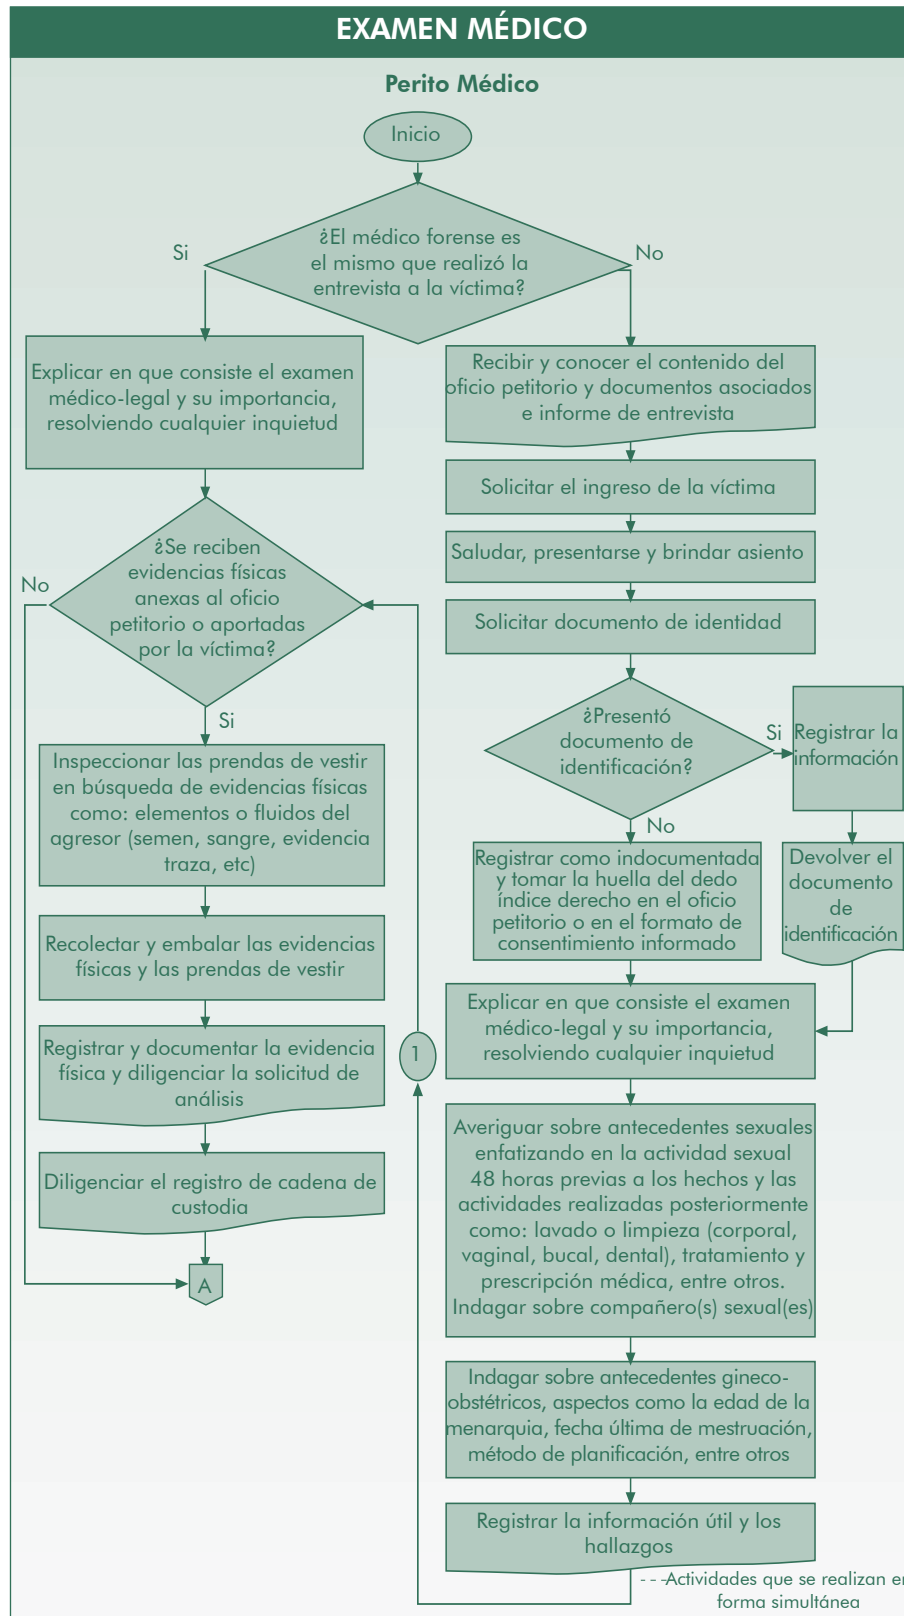 EXAMEN MÉDICO
Perito Médico
Inicio
¿El médico forense es
el mismo que realizó la
entrevista a la víctima?
Si
No
Explicar en que consiste el examen
médico-legal y su importancia,
resolviendo cualquier inquietud
¿Se reciben
evidencias físicas
anexas al oficio
petitorio o aportadas
por la víctima?
No
Si
Inspeccionar las prendas de vestir
en búsqueda de evidencias físicas
como: elementos o fluidos del
agresor (semen, sangre, evidencia
traza, etc)
Recolectar y embalar las evidencias
físicas y las prendas de vestir
Registrar y documentar la evidencia
física y diligenciar la solicitud de
análisis
Diligenciar el registro de cadena de
custodia
A
1
Recibir y conocer el contenido del
oficio petitorio y documentos asociados
e informe de entrevista
Solicitar el ingreso de la víctima
Saludar, presentarse y brindar asiento
Solicitar documento de identidad
¿Presentó
documento de
identificación?
Si
Registrar la
información
Devolver el
documento
de
identificación
No
Registrar como indocumentada
y tomar la huella del dedo
índice derecho en el oficio
petitorio o en el formato de
consentimiento informado
Explicar en que consiste el examen
médico-legal y su importancia,
resolviendo cualquier inquietud
Averiguar sobre antecedentes sexuales
enfatizando en la actividad sexual
48 horas previas a los hechos y las
actividades realizadas posteriormente
como: lavado o limpieza (corporal,
vaginal, bucal, dental), tratamiento y
prescripción médica, entre otros.
Indagar sobre compañero(s) sexual(es)
Indagar sobre antecedentes gineco-
obstétricos, aspectos como la edad de la
menarquia, fecha última de mestruación,
método de planificación, entre otros
Registrar la información útil y los
hallazgos
- - -Actividades que se realizan en
forma simultánea